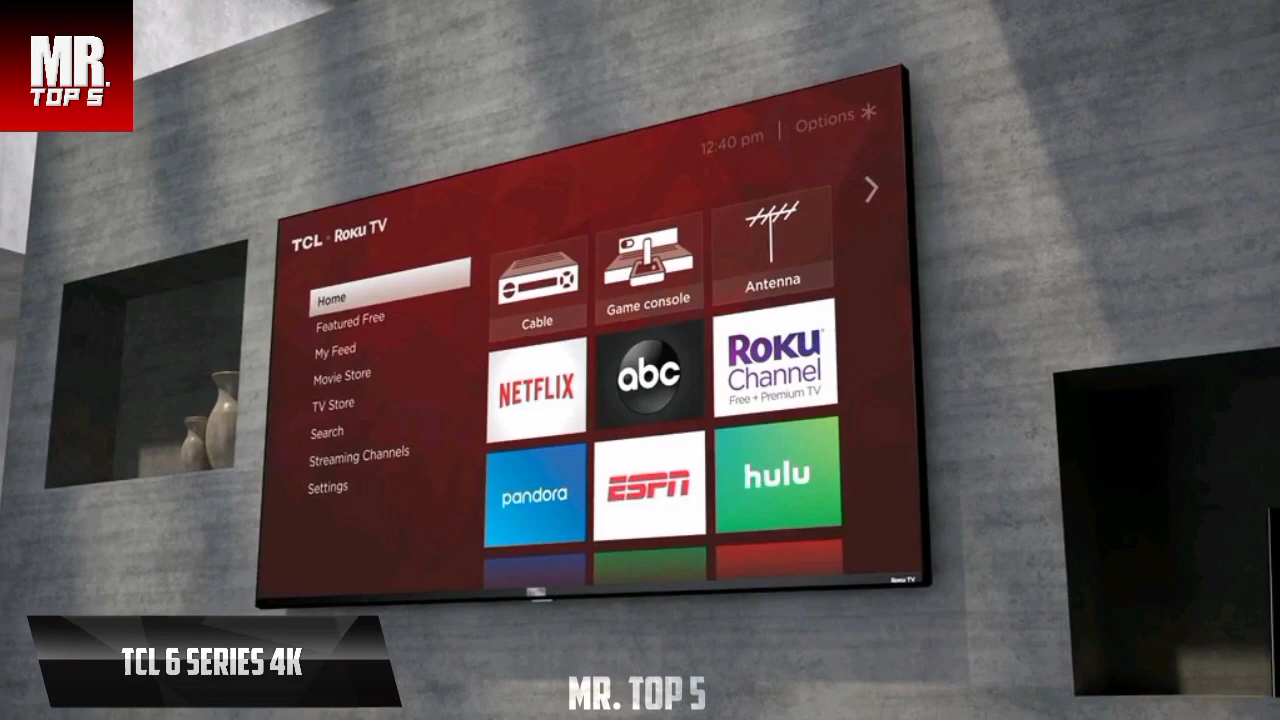 MR.
TOP 5
12:40 pm | Options *
TCL • Roku TV
Home
Featured Free
My Feed
Movie Store
TV Store
Search
Streaming Channels
Settings
Cable
Game console
Antenna
NETFLIX
abc
Roku
Channel
Free + Premium TV
pandora
ESPN
hulu
Roku TV
TCL 6 SERIES 4K
MR. TOP 5